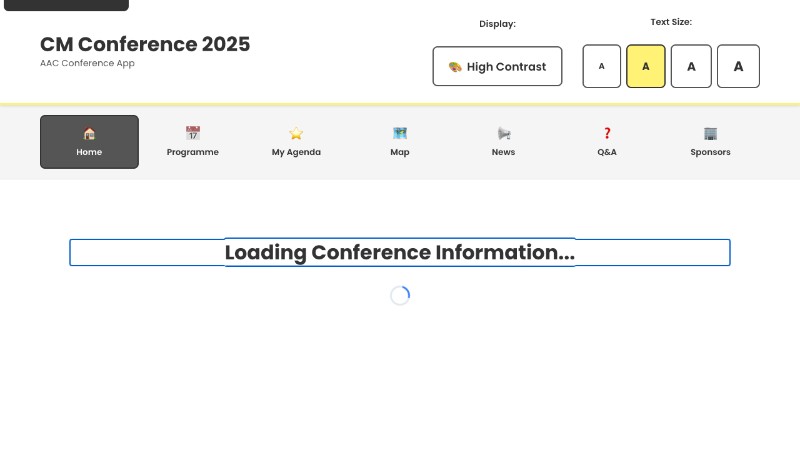 Display:
Text Size:
CM Conference 2025
AAC Conference App
High Contrast
A
A
A
A
Home
Programme
My Agenda
Map
News
Q&A
Sponsors
Loading Conference Information...